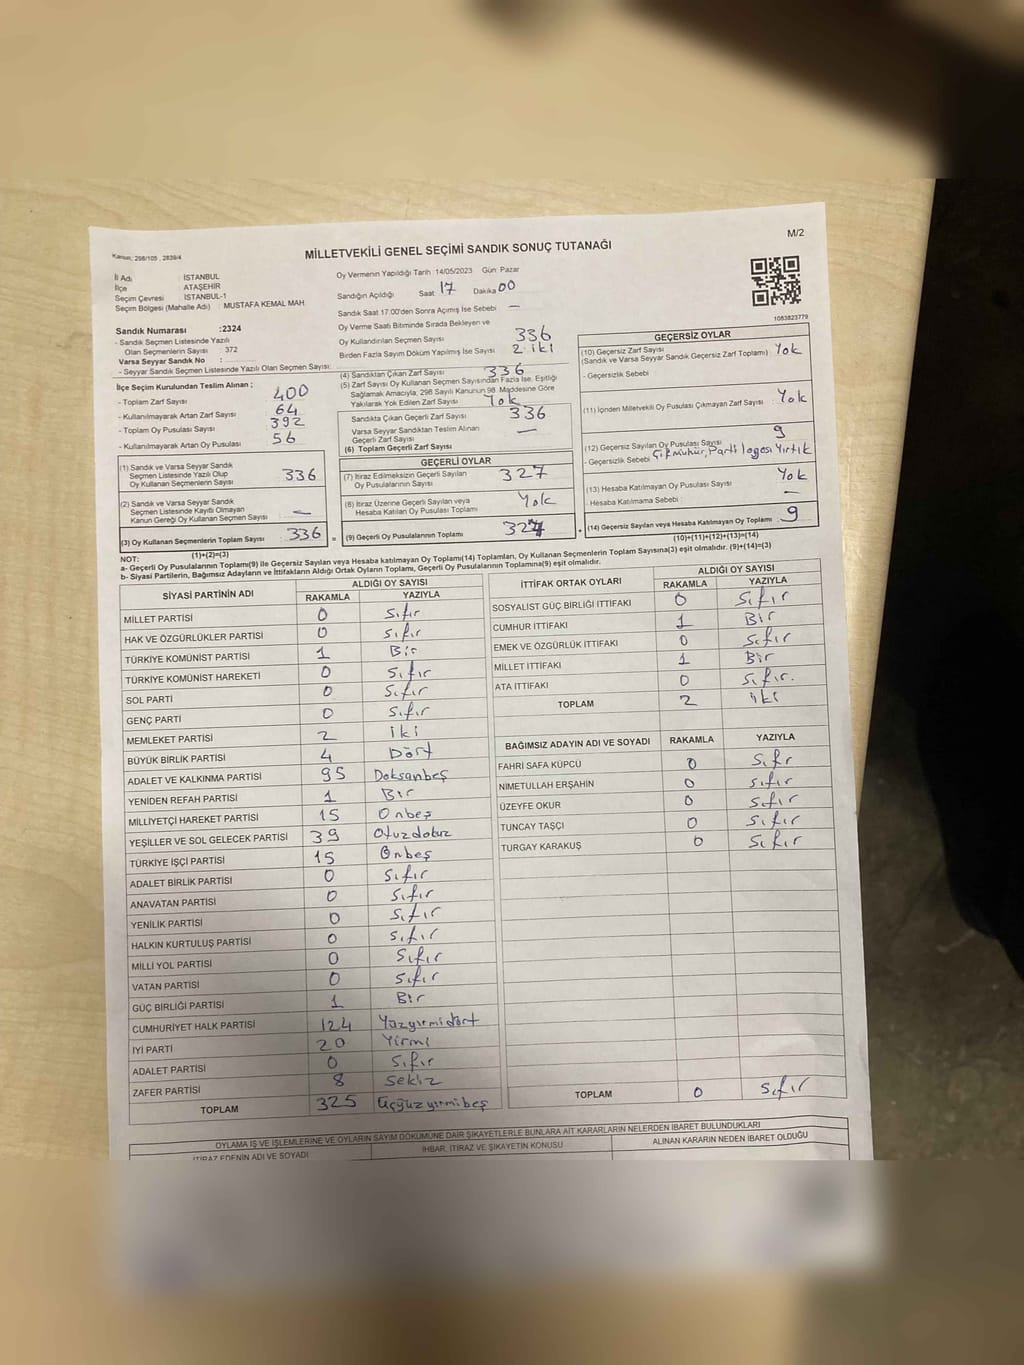 M/2
Kanun: 298/105 , 2839/4
MİLLETVEKİLİ GENEL SEÇİMİ SANDIK SONUÇ TUTANAĞI
İl Adı : İSTANBUL
İlçe : ATAŞEHİR
Seçim Çevresi : İSTANBUL-1
Seçim Bölgesi (Mahalle Adı) : MUSTAFA KEMAL MAH.
Sandık Numarası :2324
- Sandık Seçmen Listesinde Yazılı
Olan Seçmenlerin Sayısı : 372
Varsa Seyyar Sandık No :
- Seyyar Sandık Seçmen Listesinde Yazılı Olan Seçmen Sayısı:
Oy Vermenin Yapıldığı Tarih :14/05/2023 Gün: Pazar
Sandığın Açıldığı Saat 17 Dakika 00
Sandık Saat 17:00'den Sonra Açılmış İse Sebebi —
Oy Verme Saati Bitiminde Sırada Bekleyen ve
Oy Kullandırılan Seçmen Sayısı 336
Birden Fazla Sayım Döküm Yapılmış İse Sayısı 2 iki
1083823779
İlçe Seçim Kurulundan Teslim Alınan ;
- Toplam Zarf Sayısı 400
- Kullanılmayarak Artan Zarf Sayısı 64
- Toplam Oy Pusulası Sayısı 392
- Kullanılmayarak Artan Oy Pusulası 56
(1) Sandık ve Varsa Seyyar Sandık
Seçmen Listesinde Yazılı Olup
Oy Kullanan Seçmenlerin Sayısı 336
(2) Sandık ve Varsa Seyyar Sandık
Seçmen Listesinde Kayıtlı Olmayan
Kanun Gereği Oy Kullanan Seçmen Sayısı —
(3) Oy Kullanan Seçmenlerin Toplam Sayısı : 336 =
(1)+(2)=(3)
(4) Sandıktan Çıkan Zarf Sayısı 336
(5) Zarf Sayısı Oy Kullanan Seçmen Sayısından Fazla İse, Eşitliği
Sağlamak Amacıyla, 298 Sayılı Kanunun 98. Maddesine Göre
Yakılarak Yok Edilen Zarf Sayısı : Yok
Sandıkta Çıkan Geçerli Zarf Sayısı 336
Varsa Seyyar Sandıktan Teslim Alınan
Geçerli Zarf Sayısı —
(6) Toplam Geçerli Zarf Sayısı
GEÇERLİ OYLAR
(7) İtiraz Edilmeksizin Geçerli Sayılan
Oy Pusulalarının Sayısı 327
(8) İtiraz Üzerine Geçerli Sayılan veya
Hesaba Katılan Oy Pusulası Toplamı Yok
(9) Geçerli Oy Pusulalarının Toplamı 327
GEÇERSİZ OYLAR
(10) Geçersiz Zarf Sayısı
(Sandık ve Varsa Seyyar Sandık Geçersiz Zarf Toplamı) Yok
- Geçersizlik Sebebi
(11) İçinden Milletvekili Oy Pusulası Çıkmayan Zarf Sayısı : Yok
(12) Geçersiz Sayılan Oy Pusulası Sayısı 9
- Geçersizlik Sebebi Çift mühür, Parti logosu Yırtık
(13) Hesaba Katılmayan Oy Pusulası Sayısı Yok
- Hesaba Katılmama Sebebi : —
(14) Geçersiz Sayılan veya Hesaba Katılmayan Oy Toplamı 9
(10)+(11)+(12)+(13)=(14)
NOT:
a- Geçerli Oy Pusulalarının Toplamı(9) ile Geçersiz Sayılan veya Hesaba katılmayan Oy Toplamı(14) Toplamları, Oy Kullanan Seçmenlerin Toplam Sayısına(3) eşit olmalıdır. (9)+(14)=(3)
b- Siyasi Partilerin, Bağımsız Adayların ve İttifakların Aldığı Ortak Oyların Toplamı, Geçerli Oy Pusulalarının Toplamına(9) eşit olmalıdır.
SİYASİ PARTİNİN ADI ALDIĞI OY SAYISI
RAKAMLA YAZIYLA
MİLLET PARTİSİ 0 Sıfır
HAK VE ÖZGÜRLÜKLER PARTİSİ 0 Sıfır
TÜRKİYE KOMÜNİST PARTİSİ 1 Bir
TÜRKİYE KOMÜNİST HAREKETİ 0 Sıfır
SOL PARTİ 0 Sıfır
GENÇ PARTİ 0 Sıfır
MEMLEKET PARTİSİ 2 iki
BÜYÜK BİRLİK PARTİSİ 4 Dört
ADALET VE KALKINMA PARTİSİ 95 Doksanbeş
YENİDEN REFAH PARTİSİ 1 Bir
MİLLİYETÇİ HAREKET PARTİSİ 15 Onbeş
YEŞİLLER VE SOL GELECEK PARTİSİ 39 Otuzdokuz
TÜRKİYE İŞÇİ PARTİSİ 15 Onbeş
ADALET BİRLİK PARTİSİ 0 Sıfır
ANAVATAN PARTİSİ 0 Sıfır
YENİLİK PARTİSİ 0 Sıfır
HALKIN KURTULUŞ PARTİSİ 0 Sıfır
MİLLİ YOL PARTİSİ 0 Sıfır
VATAN PARTİSİ 0 Sıfır
GÜÇ BİRLİĞİ PARTİSİ 1 Bir
CUMHURİYET HALK PARTİSİ 124 Yüzyirmidört
İYİ PARTİ 20 Yirmi
ADALET PARTİSİ 0 Sıfır
ZAFER PARTİSİ 8 Sekiz
TOPLAM 325 Üçyüzyirmibeş
İTTİFAK ORTAK OYLARI ALDIĞI OY SAYISI
RAKAMLA YAZIYLA
SOSYALİST GÜÇ BİRLİĞİ İTTİFAKI 0 Sıfır
CUMHUR İTTİFAKI 1 Bir
EMEK VE ÖZGÜRLÜK İTTİFAKI 0 Sıfır
MİLLET İTTİFAKI 1 Bir
ATA İTTİFAKI 0 Sıfır.
TOPLAM 2 iki
BAĞIMSIZ ADAYIN ADI VE SOYADI RAKAMLA YAZIYLA
FAHRİ SAFA KÜPCÜ 0 Sıfır
NİMETULLAH ERŞAHİN 0 Sıfır
ÜZEYFE OKUR 0 Sıfır
TUNCAY TAŞÇI 0 Sıfır
TURGAY KARAKUŞ 0 Sıfır
TOPLAM 0 Sıfır
OYLAMA İŞ VE İŞLEMLERİNE VE OYLARIN SAYIM DÖKÜMÜNE DAİR ŞİKAYETLERLE BUNLARA AİT KARARLARIN NELERDEN İBARET BULUNDUKLARI
İTİRAZ EDENİN ADI VE SOYADI İHBAR, İTİRAZ VE ŞİKAYETİN KONUSU ALINAN KARARIN NEDEN İBARET OLDUĞU